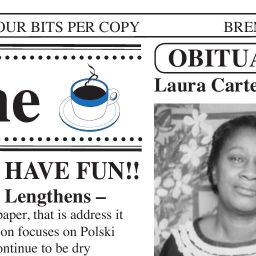 OUR BITS PER COPY
BREN
ne
OBITUA
Laura Carte
HAVE FUN!!
Lengthens –
paper, that is address it
on focuses on Polski
ontinue to be dry